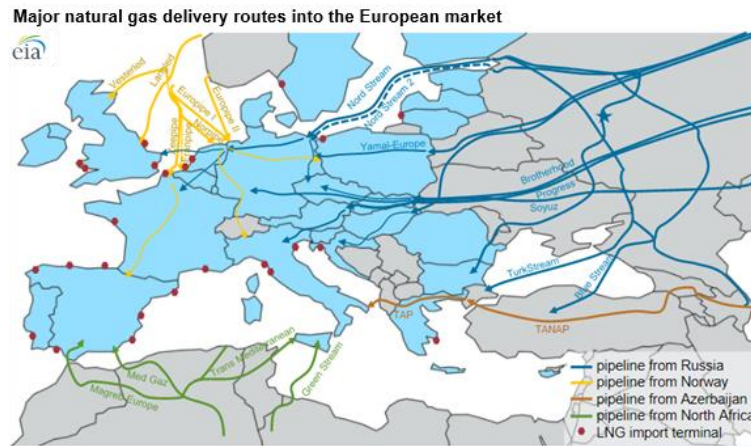 Major natural gas delivery routes into the European market
eia
Vesterled
Langeled
Europipe I
Europipe II
Norpipe
Nord Stream
Nord Stream 2
Yamal-Europe
Brotherhood
Progress
Soyuz
TurkStream
Blue Stream
TAP
TANAP
Trans Mediterranean
Green Stream
Med Gaz
Magreb Europe
pipeline from Russia
pipeline from Norway
pipeline from Azerbaijan
pipeline from North Africa
LNG import terminal